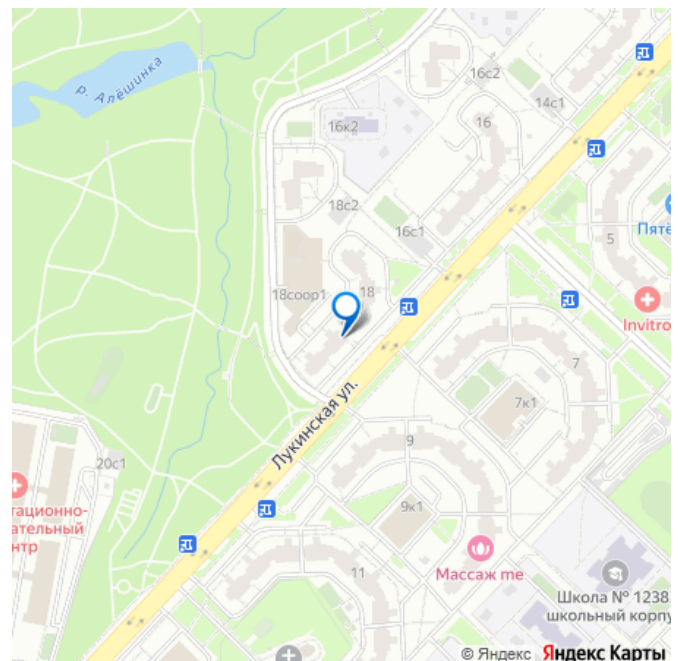 р. Алёшинка
16с2
14с1
16к2
16
18с2
16с1
5
Пятё
18соор1
18
Invitro
7
7к1
Лукинская ул.
9
20с1
9к1
тационно-
ательный
нтр
Массаж me
11
Школа № 1238,
школьный корпу
© Яндекс Яндекс Карты